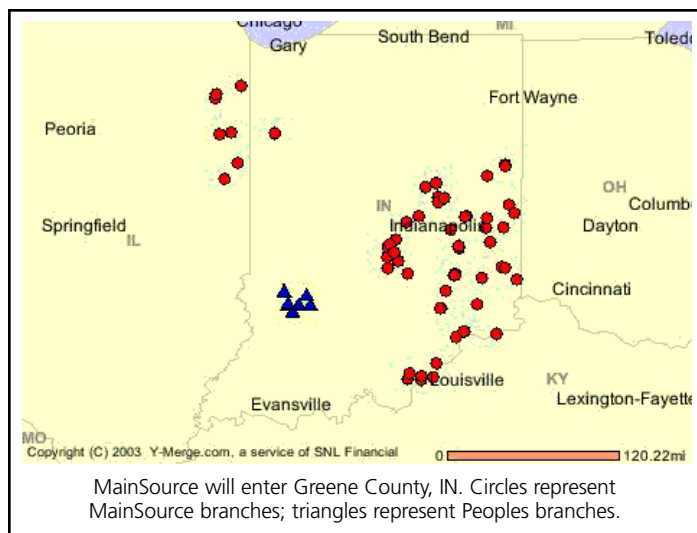 Chicago
MI
Gary
South Bend
Toledo
Fort Wayne
Peoria
OH
IN
Columbu
Springfield
Indianapolis
Dayton
IL
Cincinnati
Louisville
KY
Evansville
Lexington-Fayette
MO
Copyright (C) 2003 Y-Merge.com, a service of SNL Financial
0 120.22mi
MainSource will enter Greene County, IN. Circles represent
MainSource branches; triangles represent Peoples branches.